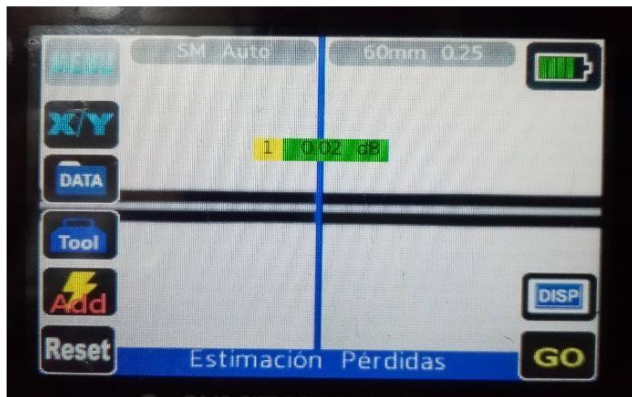 MENU
SM Auto
60mm 0.25
X/Y
1 0.02 dB
DATA
Tool
Add
DISP
Reset
Estimación Pérdidas
GO